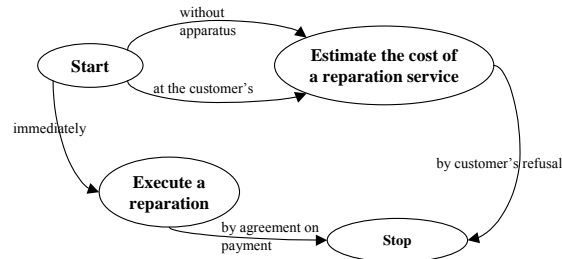 without
apparatus
Start
Estimate the cost of
a reparation service
at the customer's
immediately
by customer's refusal
Execute a
reparation
by agreement on
payment
Stop